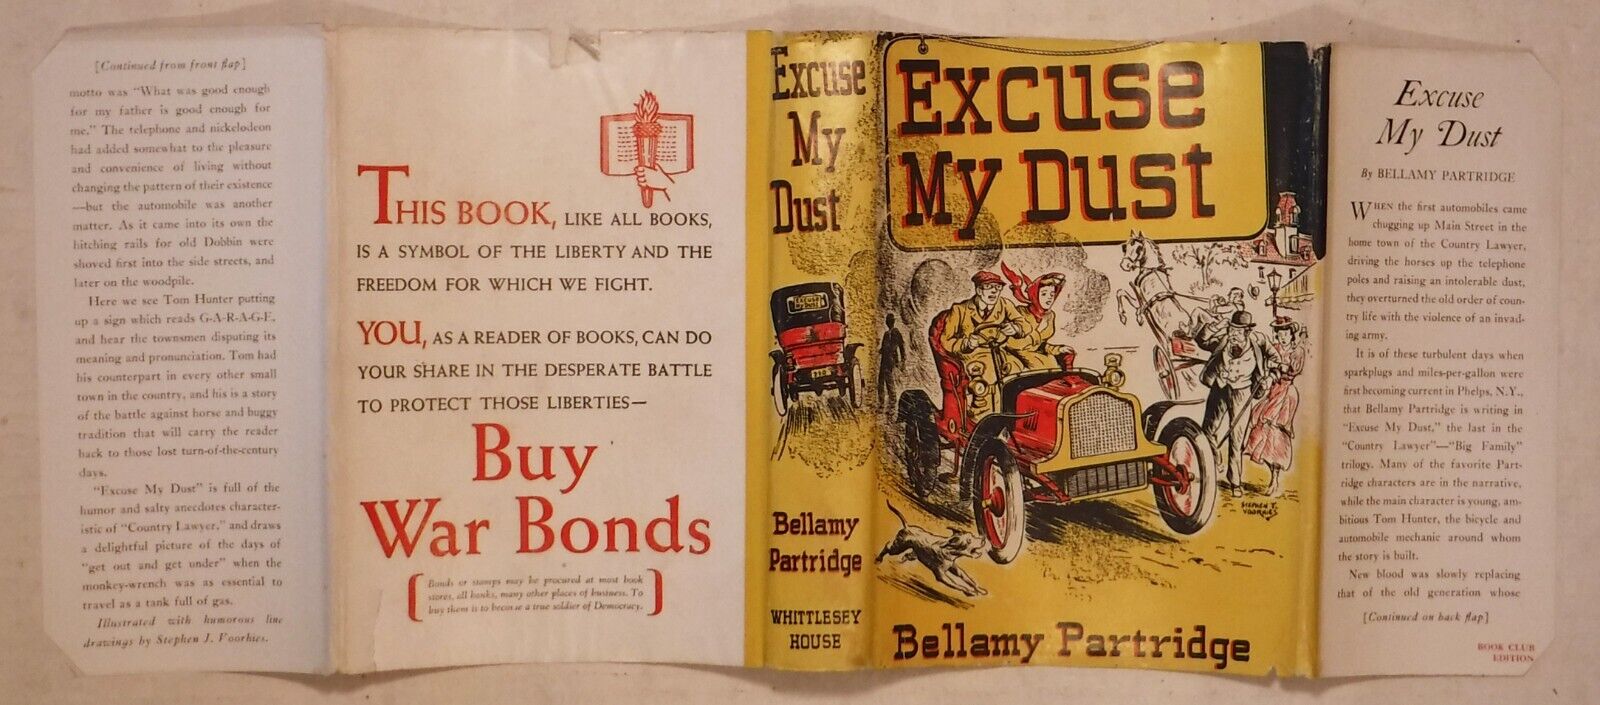 [Continued from front flap]
motto was "What was good enough
for my father is good enough for
me." The telephone and nickelodeon
had added somewhat to the pleasure
and convenience of living without
changing the pattern of their existence
—but the automobile was another
matter. As it came into its own the
hitching rails for old Dobbin were
shoved first into the side streets, and
later on the woodpile.
Here we see Tom Hunter putting
up a sign which reads G-A-R-A-G-E,
and hear the townsmen disputing its
meaning and pronunciation. Tom had
his counterpart in every other small
town in the country, and his is a story
of the battle against horse and buggy
tradition that will carry the reader
back to those lost turn-of-the-century
days.
"Excuse My Dust" is full of the
humor and salty anecdotes character-
istic of "Country Lawyer," and draws
a delightful picture of the days of
"get out and get under" when the
monkey-wrench was as essential to
travel as a tank full of gas.
Illustrated with humorous line
drawings by Stephen J. Voorhies.
THIS BOOK, LIKE ALL BOOKS,
IS A SYMBOL OF THE LIBERTY AND THE
FREEDOM FOR WHICH WE FIGHT.
YOU, AS A READER OF BOOKS, CAN DO
YOUR SHARE IN THE DESPERATE BATTLE
TO PROTECT THOSE LIBERTIES—
Buy
War Bonds
[Bonds or stamps may be procured at most book
stores, all banks, many other places of business. To
buy them is to become a true soldier of Democracy.]
Excuse
My
Dust
EXCUSE
MY DUST
Bellamy
Partridge
WHITTLESEY
HOUSE
Excuse
My Dust
STEPHEN J.
VOORHIES
Bellamy Partridge
Excuse
My Dust
By BELLAMY PARTRIDGE
WHEN the first automobiles came
chugging up Main Street in the
home town of the Country Lawyer,
driving the horses up the telephone
poles and raising an intolerable dust,
they overturned the old order of coun-
try life with the violence of an invad-
ing army.
It is of these turbulent days when
sparkplugs and miles-per-gallon were
first becoming current in Phelps, N.Y.,
that Bellamy Partridge is writing in
"Excuse My Dust," the last in the
"Country Lawyer"—"Big Family"
trilogy. Many of the favorite Part-
ridge characters are in the narrative,
while the main character is young, am-
bitious Tom Hunter, the bicycle and
automobile mechanic around whom
the story is built.
New blood was slowly replacing
that of the old generation whose
[Continued on back flap]
BOOK CLUB
EDITION